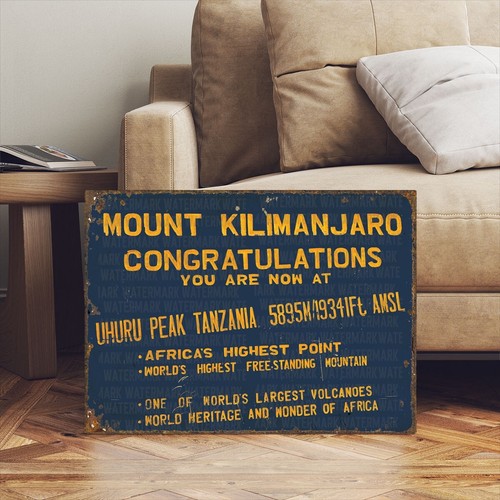 MOUNT KILIMANJARO
CONGRATULATIONS
YOU ARE NOW AT
UHURU PEAK TANZANIA 5895M/19341Ft AMSL
• AFRICA'S HIGHEST POINT
• WORLD'S HIGHEST FREE-STANDING MOUNTAIN
• ONE OF WORLD'S LARGEST VOLCANOES
• WORLD HERITAGE AND WONDER OF AFRICA